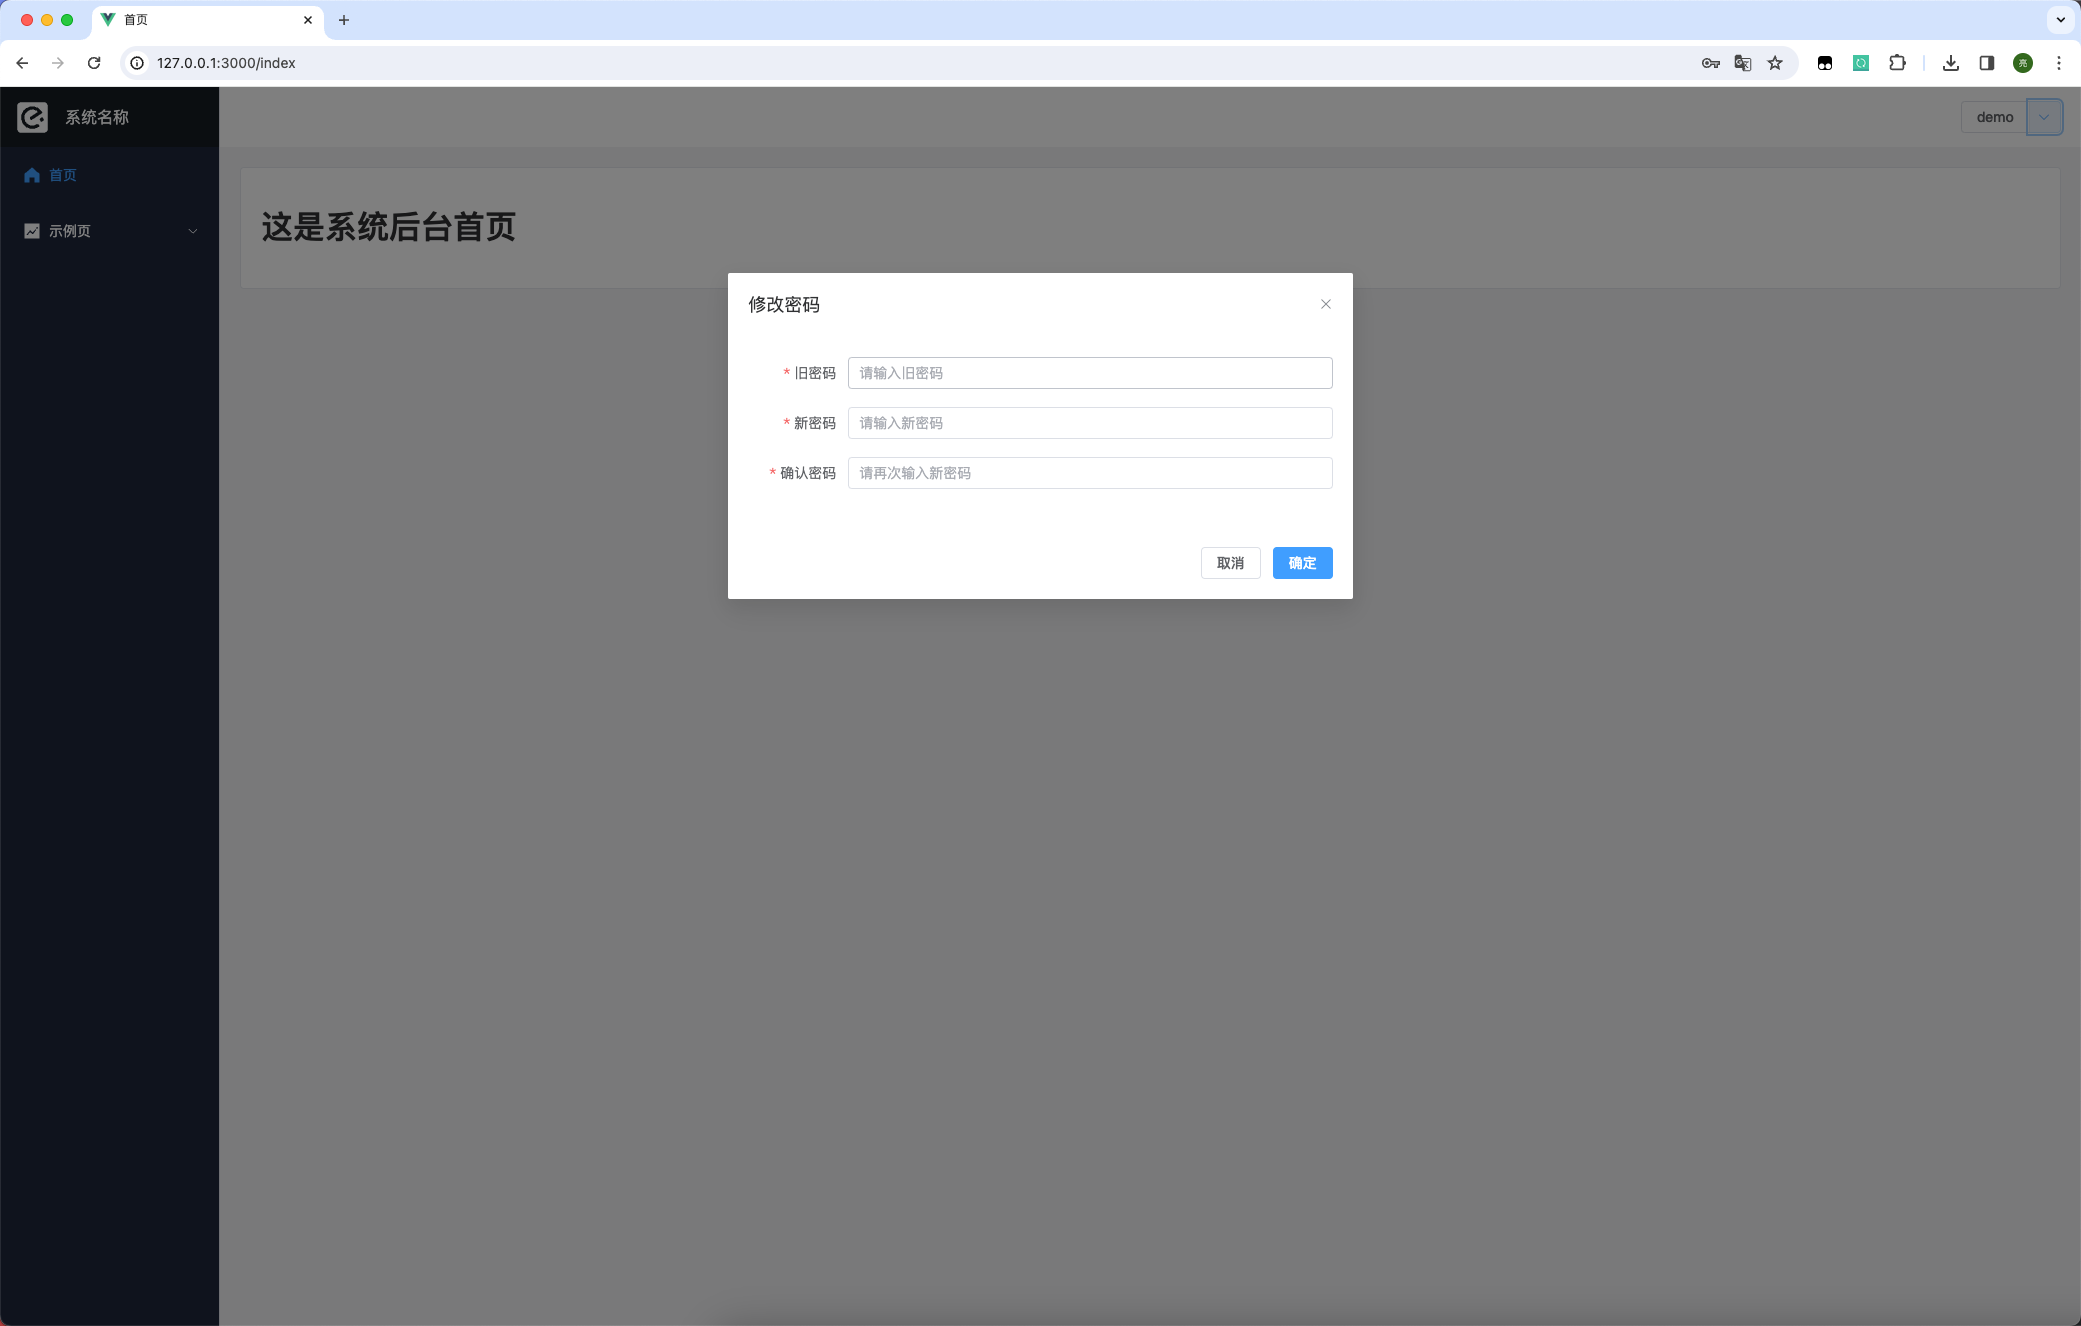 首页
127.0.0.1:3000/index
亮
系统名称
demo
首页
示例页
这是系统后台首页
修改密码
* 旧密码 请输入旧密码
* 新密码 请输入新密码
* 确认密码 请再次输入新密码
取消 确定